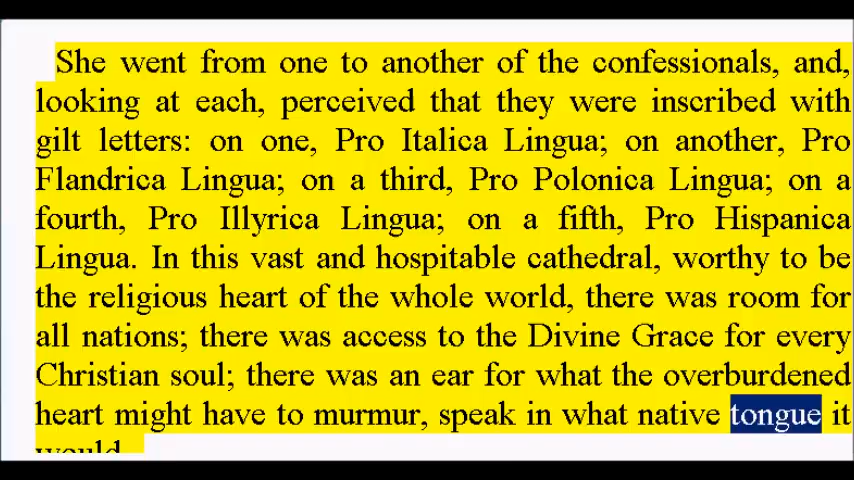 She went from one to another of the confessionals, and,
looking at each, perceived that they were inscribed with
gilt letters: on one, Pro Italica Lingua; on another, Pro
Flandrica Lingua; on a third, Pro Polonica Lingua; on a
fourth, Pro Illyrica Lingua; on a fifth, Pro Hispanica
Lingua. In this vast and hospitable cathedral, worthy to be
the religious heart of the whole world, there was room for
all nations; there was access to the Divine Grace for every
Christian soul; there was an ear for what the overburdened
heart might have to murmur, speak in what native tongue it
would.